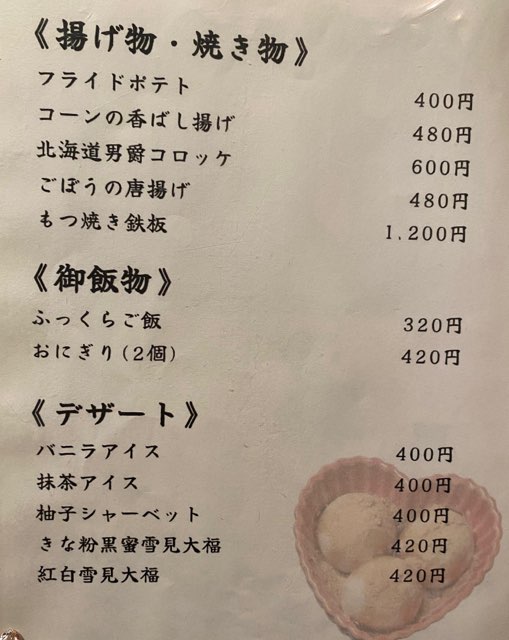 《揚げ物・焼き物》
フライドポテト 400円
コーンの香ばし揚げ 480円
北海道男爵コロッケ 600円
ごぼうの唐揚げ 480円
もつ焼き鉄板 1,200円
《御飯物》
ふっくらご飯 320円
おにぎり(2個) 420円
《デザート》
バニラアイス 400円
抹茶アイス 400円
柚子シャーベット 400円
きな粉黒蜜雪見大福 420円
紅白雪見大福 420円